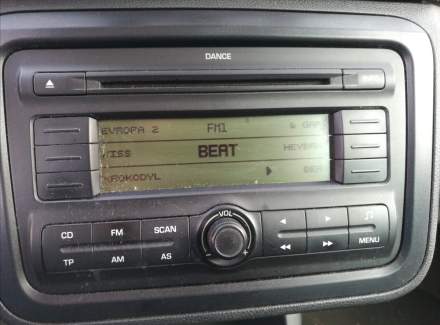 DANCE
EVROPA 2 FM1
KISS BEAT
KROKODYL
CD FM SCAN
VOL
TP AM AS
MENU